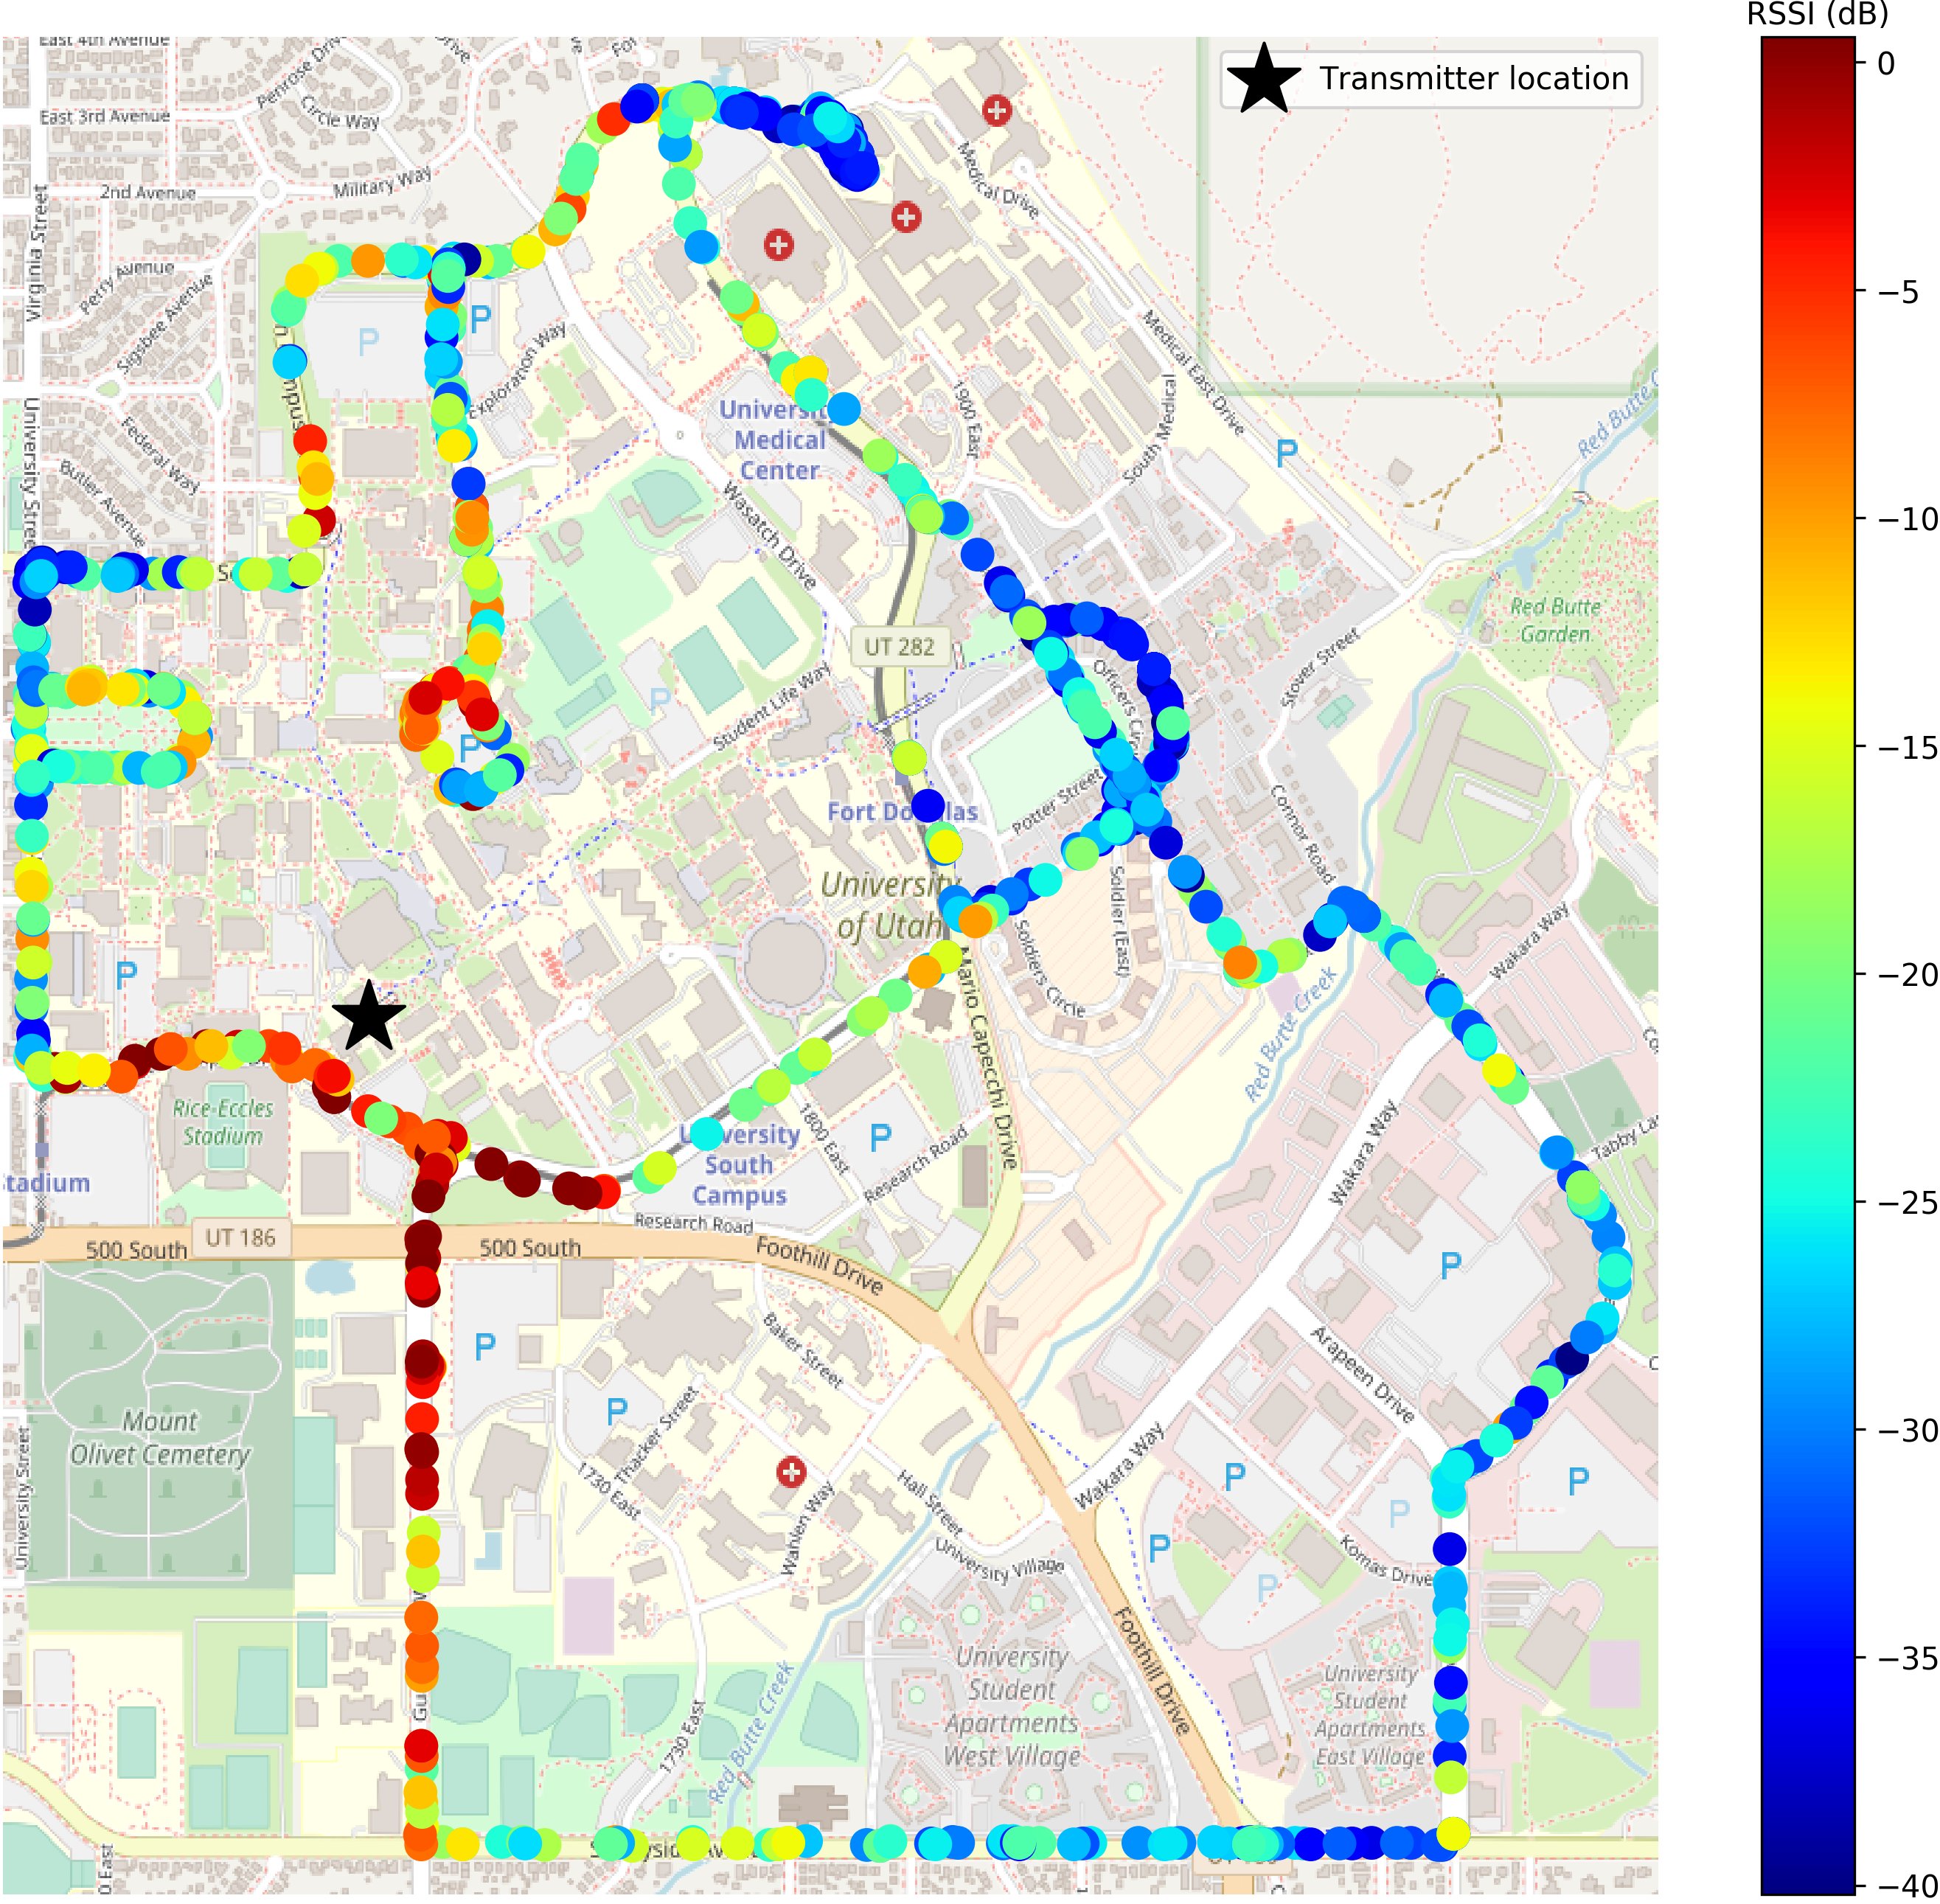 RSSI (dB)
Transmitter location
0
−5
−10
−15
−20
−25
−30
−35
−40
East 4th Avenue
East 3rd Avenue
2nd Avenue
Circle Way
Military Way
Virginia Street
Sigsbee Avenue
Federal Way
Butler Avenue
University Street
Exploration Way
Medical Drive
Medical East Drive
1900 East
South Medical
University
Medical
Center
Wasatch Drive
UT 282
Student Life Way
Officers Circle
Stover Street
Red Butte
Garden
Connor Road
Potter Street
Fort Douglas
University
of Utah
Soldier (East)
Soldiers Circle
Mario Capecchi Drive
Red Butte Creek
Wakara Way
Wakara Way
Wakara Way
Rice-Eccles
Stadium
Stadium
University
South
Campus
1800 East
Research Road
Research Road
500 South
UT 186
500 South
Foothill Drive
Mount
Olivet Cemetery
University Street
Baker Street
Thacker Street
1730 East
Wahlen Way
Hall Street
University Village
Arapeen Drive
Komas Drive
Foothill Drive
University
Student
Apartments
West Village
University
Student
Apartments
East Village
1730 East
Red Butte Creek
P